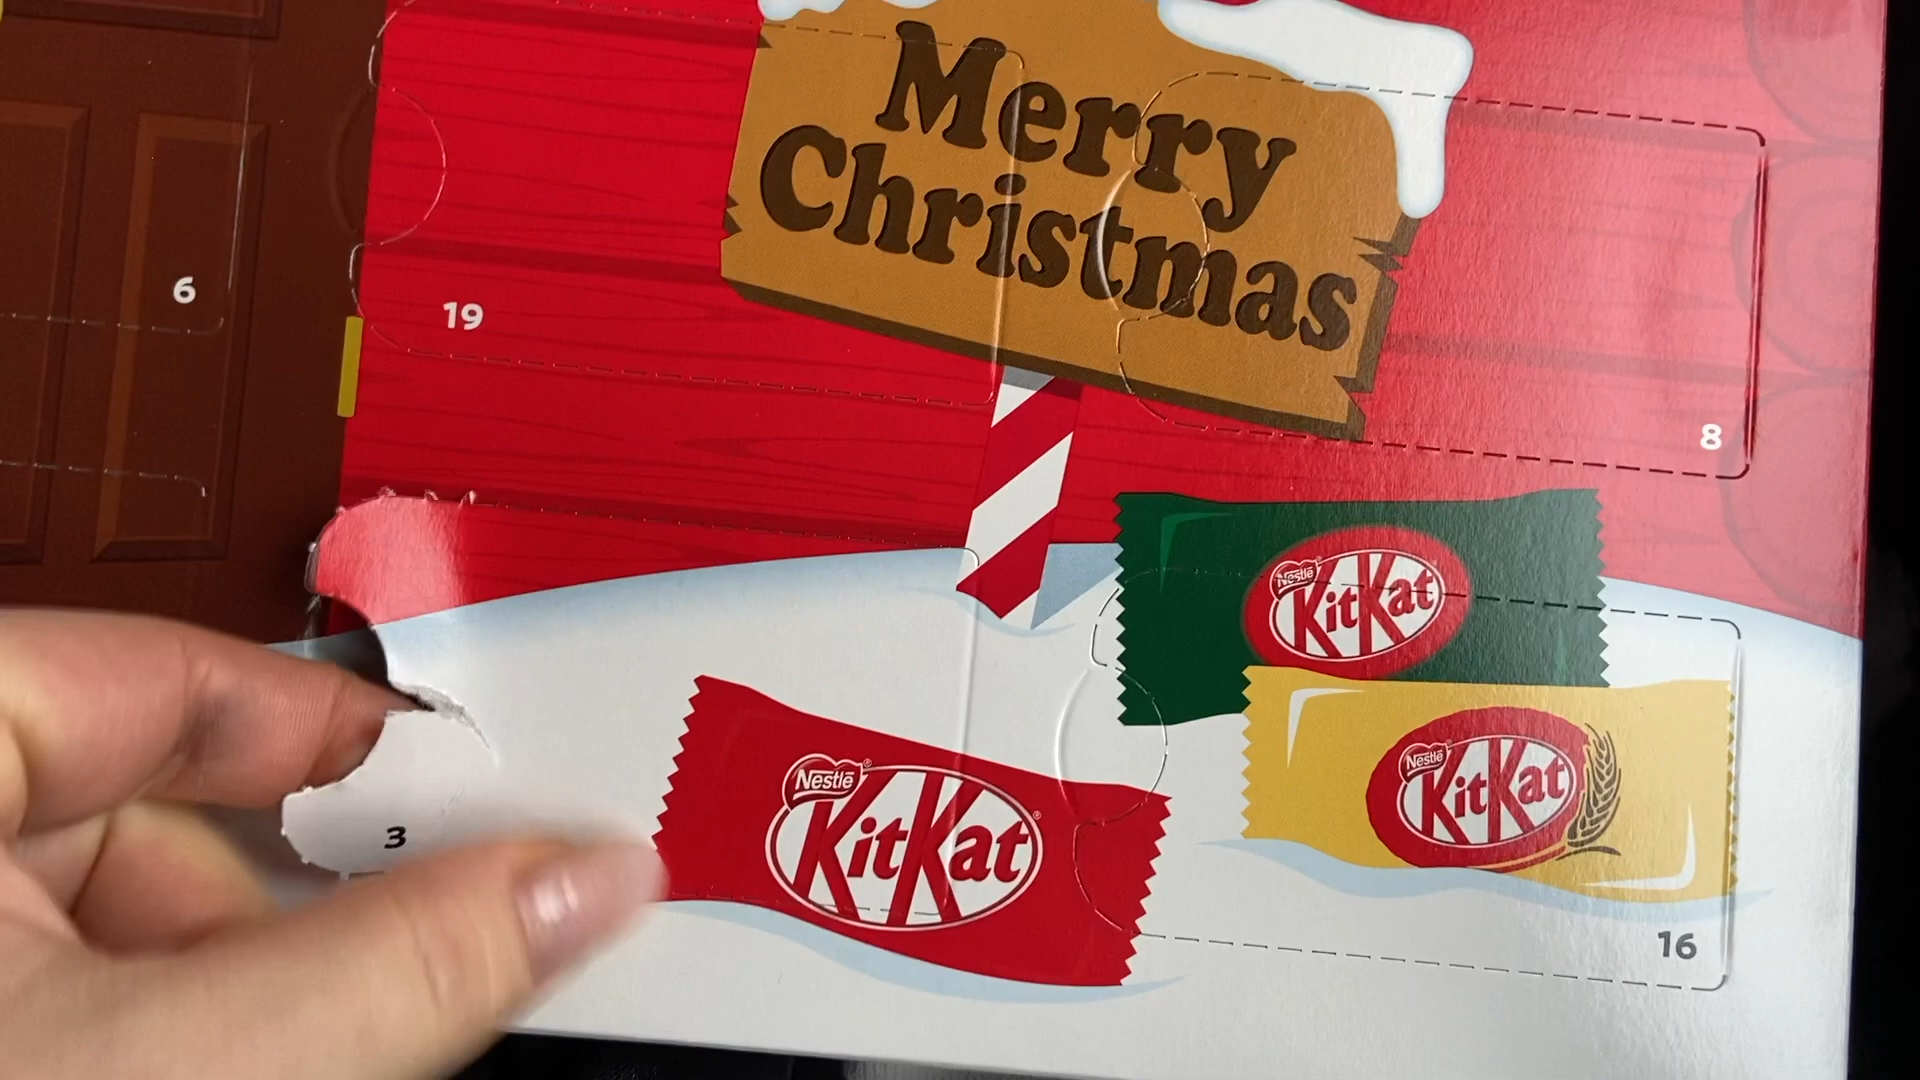 Merry
Christmas
6
19
8
Nestlé
KitKat
Nestlé
KitKat
Nestlé
KitKat
3
16